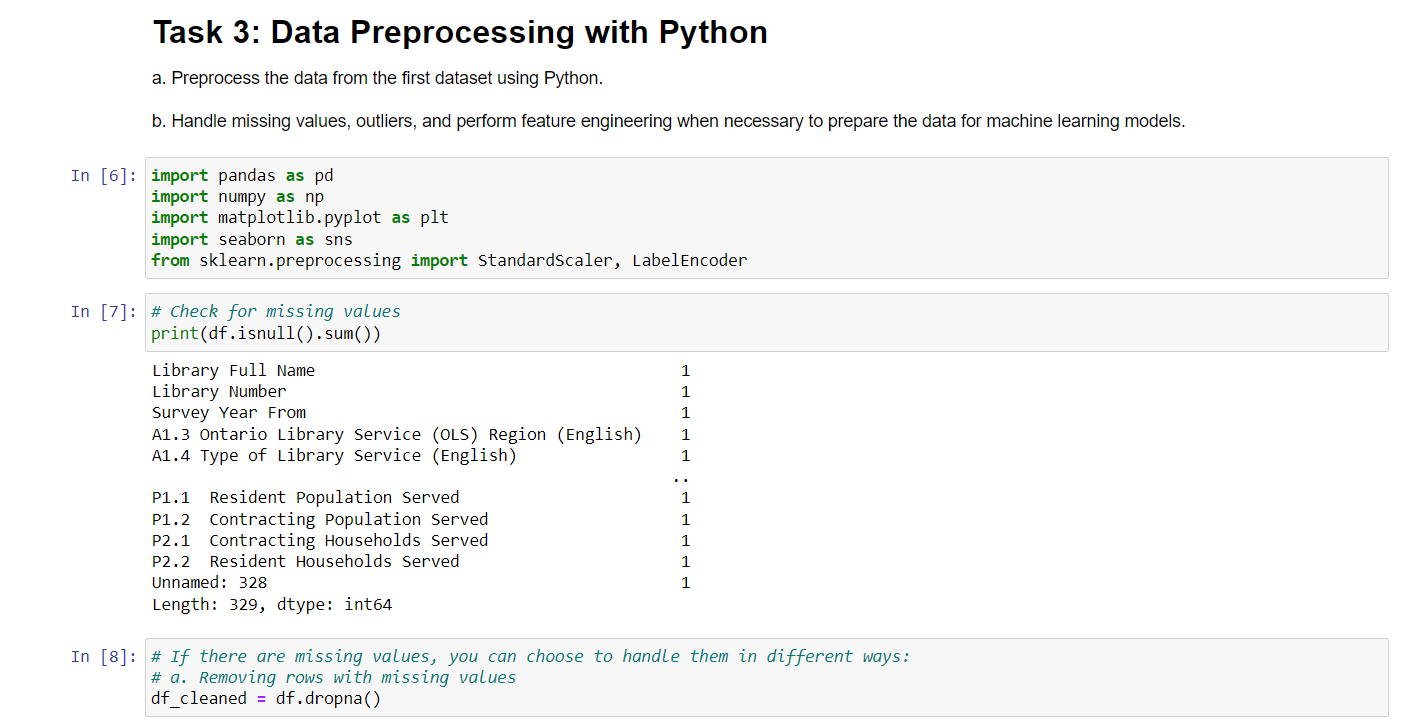 Task 3: Data Preprocessing with Python
a. Preprocess the data from the first dataset using Python.
b. Handle missing values, outliers, and perform feature engineering when necessary to prepare the data for machine learning models.
In [6]: import pandas as pd
import numpy as np
import matplotlib.pyplot as plt
import seaborn as sns
from sklearn.preprocessing import StandardScaler, LabelEncoder
In [7]: # Check for missing values
print(df.isnull().sum())
Library Full Name 1
Library Number 1
Survey Year From 1
A1.3 Ontario Library Service (OLS) Region (English) 1
A1.4 Type of Library Service (English) 1
..
P1.1  Resident Population Served 1
P1.2  Contracting Population Served 1
P2.1  Contracting Households Served 1
P2.2  Resident Households Served 1
Unnamed: 328 1
Length: 329, dtype: int64
In [8]: # If there are missing values, you can choose to handle them in different ways:
# a. Removing rows with missing values
df_cleaned = df.dropna()